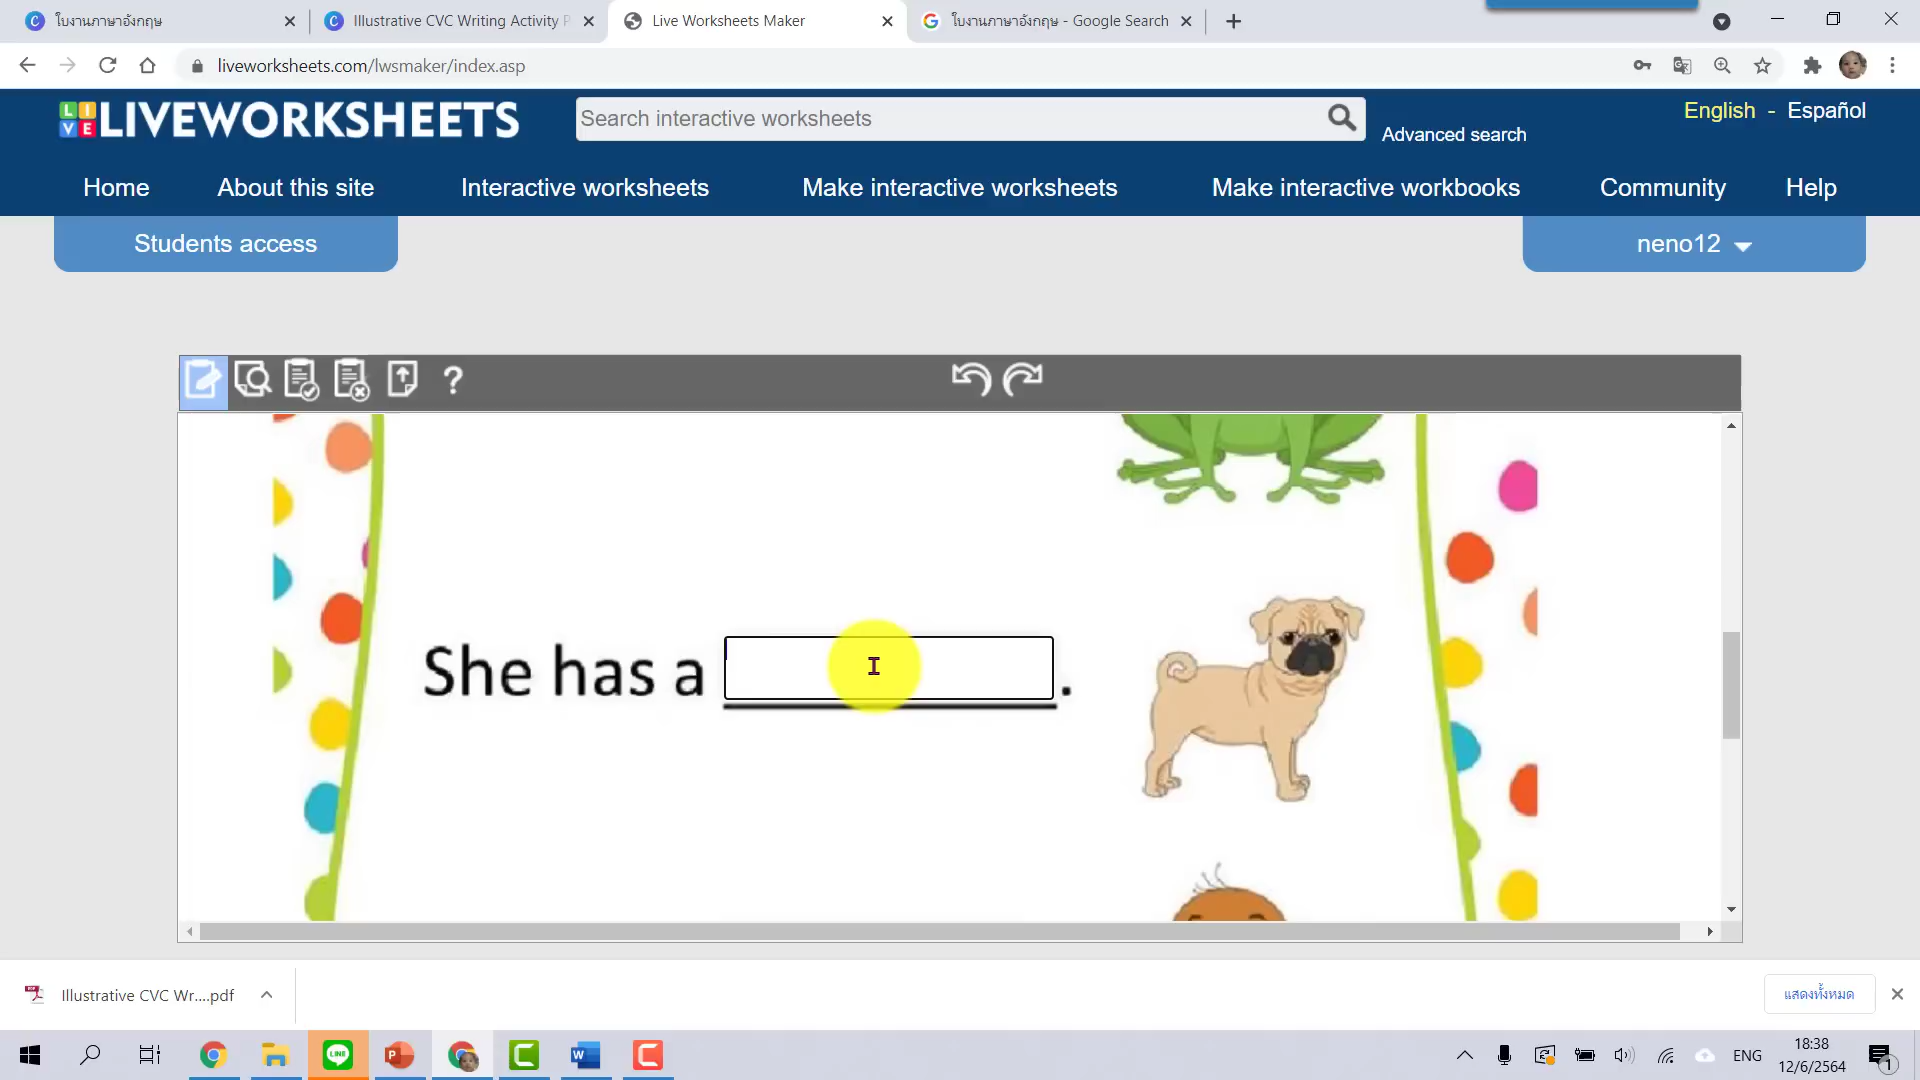 ใบงานภาษาอังกฤษ
Illustrative CVC Writing Activity P
Live Worksheets Maker
ใบงานภาษาอังกฤษ - Google Search
liveworksheets.com/lwsmaker/index.asp
LIVE LIVEWORKSHEETS
Search interactive worksheets
Advanced search
English - Español
Home
About this site
Interactive worksheets
Make interactive worksheets
Make interactive workbooks
Community
Help
Students access
neno12
?
She has a .
Illustrative CVC Wr....pdf
แสดงทั้งหมด
LINE
ENG
18:38
12/6/2564
1